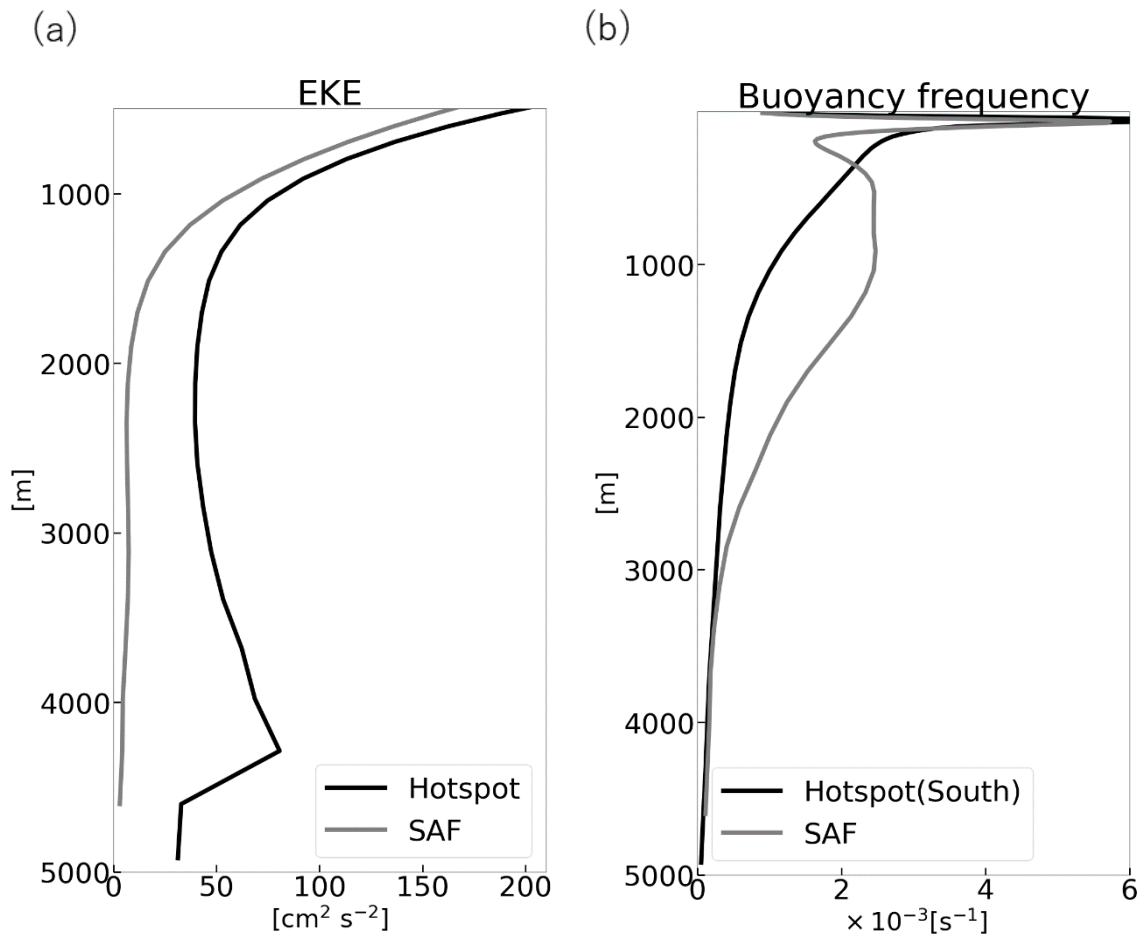 (a)
EKE
1000
2000
3000
4000
5000
[m]
0 50 100 150 200
[cm² s⁻²]
Hotspot
SAF
(b)
Buoyancy frequency
1000
2000
3000
4000
5000
[m]
0 2 4 6
× 10⁻³[s⁻¹]
Hotspot(South)
SAF